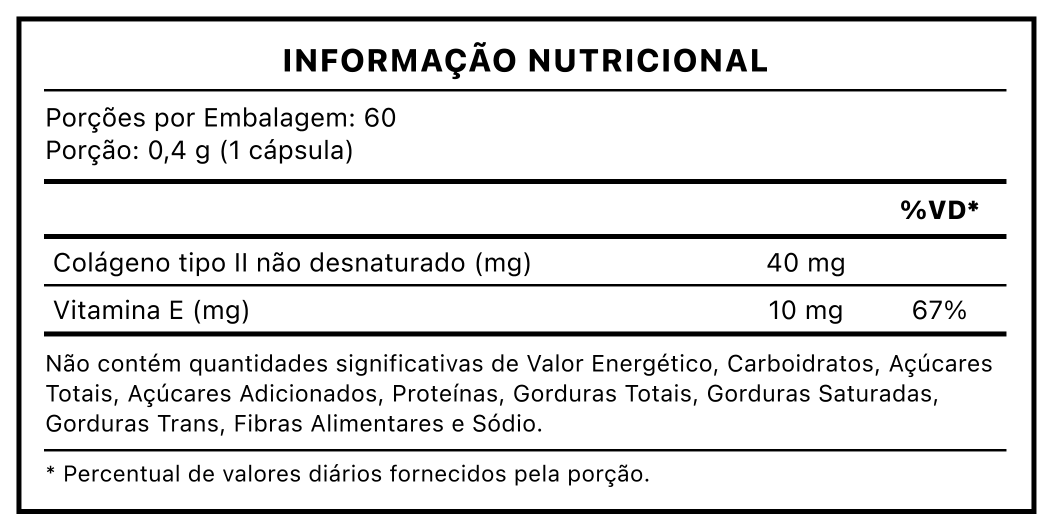 INFORMAÇÃO NUTRICIONAL
Porções por Embalagem: 60
Porção: 0,4 g (1 cápsula)
%VD*
Colágeno tipo II não desnaturado (mg) 40 mg
Vitamina E (mg) 10 mg 67%
Não contém quantidades significativas de Valor Energético, Carboidratos, Açúcares
Totais, Açúcares Adicionados, Proteínas, Gorduras Totais, Gorduras Saturadas,
Gorduras Trans, Fibras Alimentares e Sódio.
* Percentual de valores diários fornecidos pela porção.